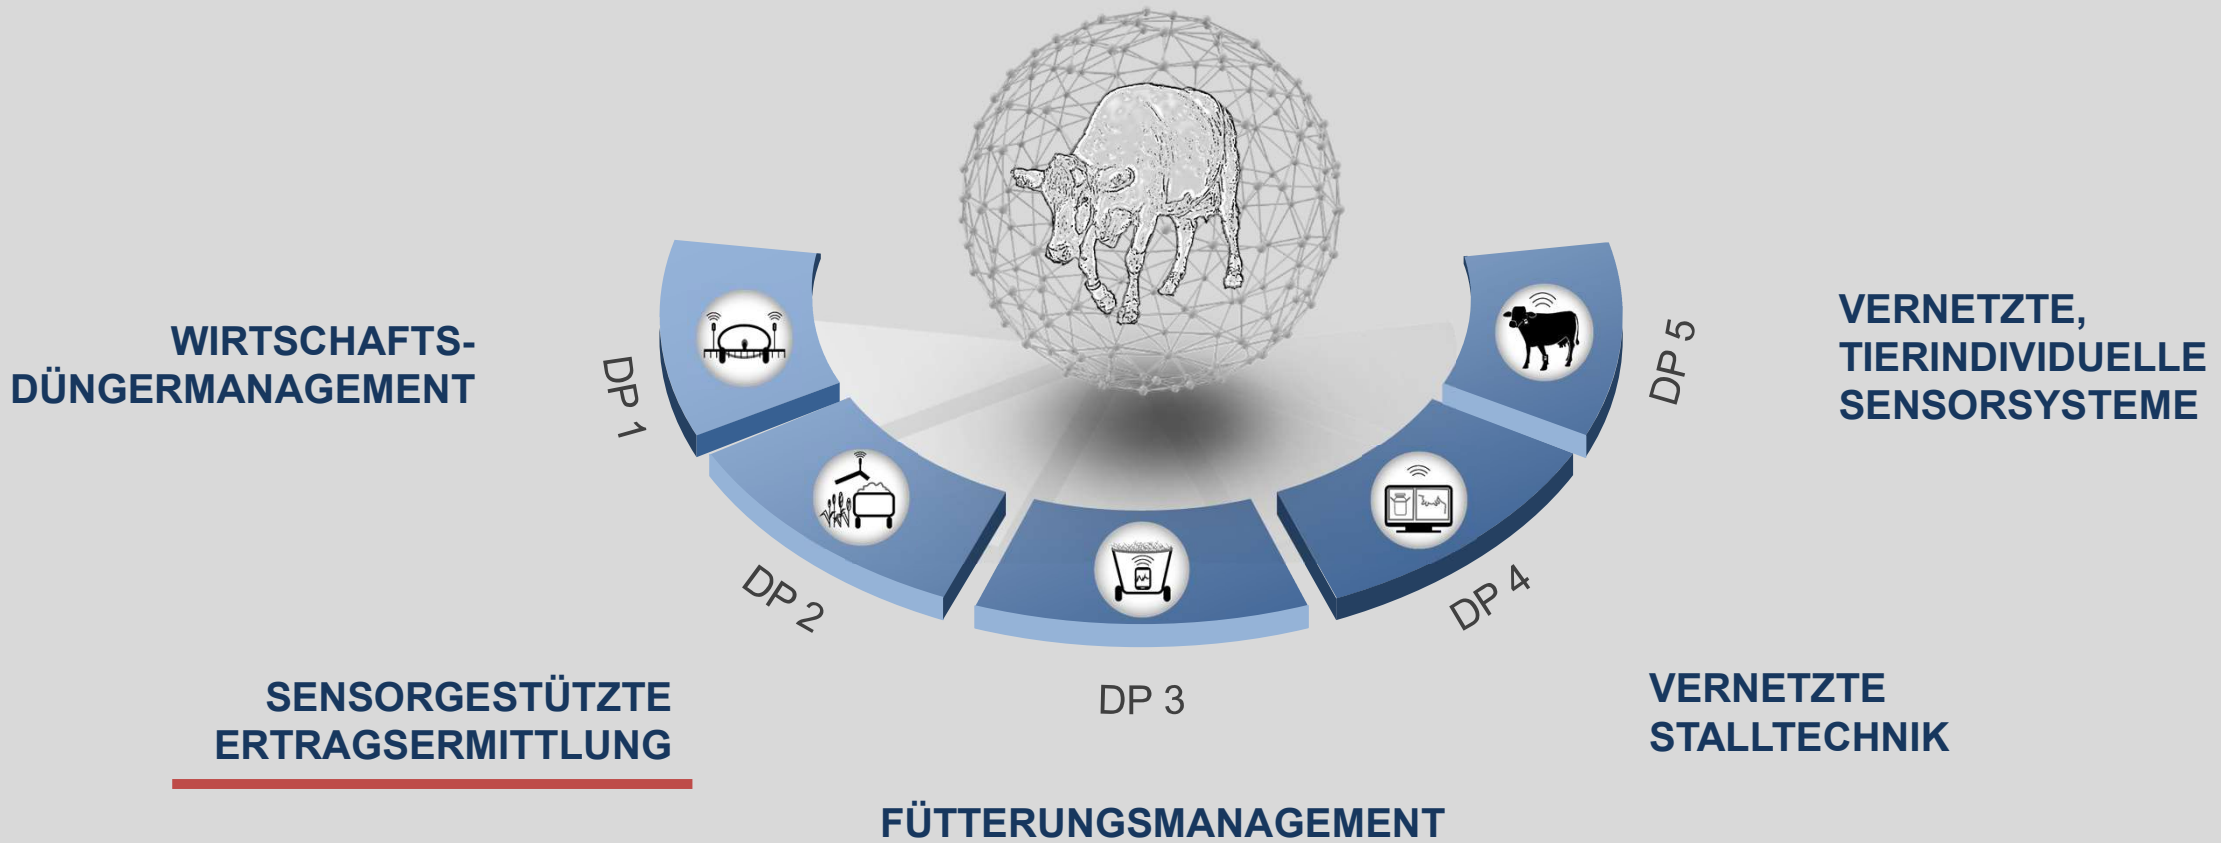 WIRTSCHAFTS-
DÜNGERMANAGEMENT
DP 1
SENSORGESTÜTZTE
ERTRAGSERMITTLUNG
DP 2
DP 3
FÜTTERUNGSMANAGEMENT
DP 4
VERNETZTE
STALLTECHNIK
DP 5
VERNETZTE,
TIERINDIVIDUELLE
SENSORSYSTEME